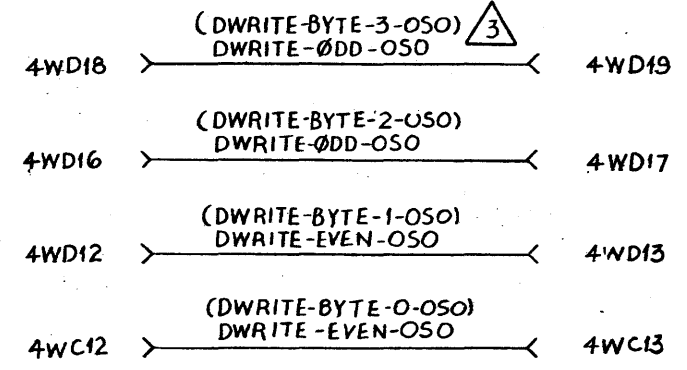 (DWRITE-BYTE-3-OSO) 3
DWRITE-ØDD-OSO
4WD18 4WD19
(DWRITE-BYTE-2-OSO)
DWRITE-ØDD-OSO
4WD16 4WD17
(DWRITE-BYTE-1-OSO)
DWRITE-EVEN-OSO
4WD12 4WD13
(DWRITE-BYTE-0-OSO)
DWRITE-EVEN-OSO
4WC12 4WC13